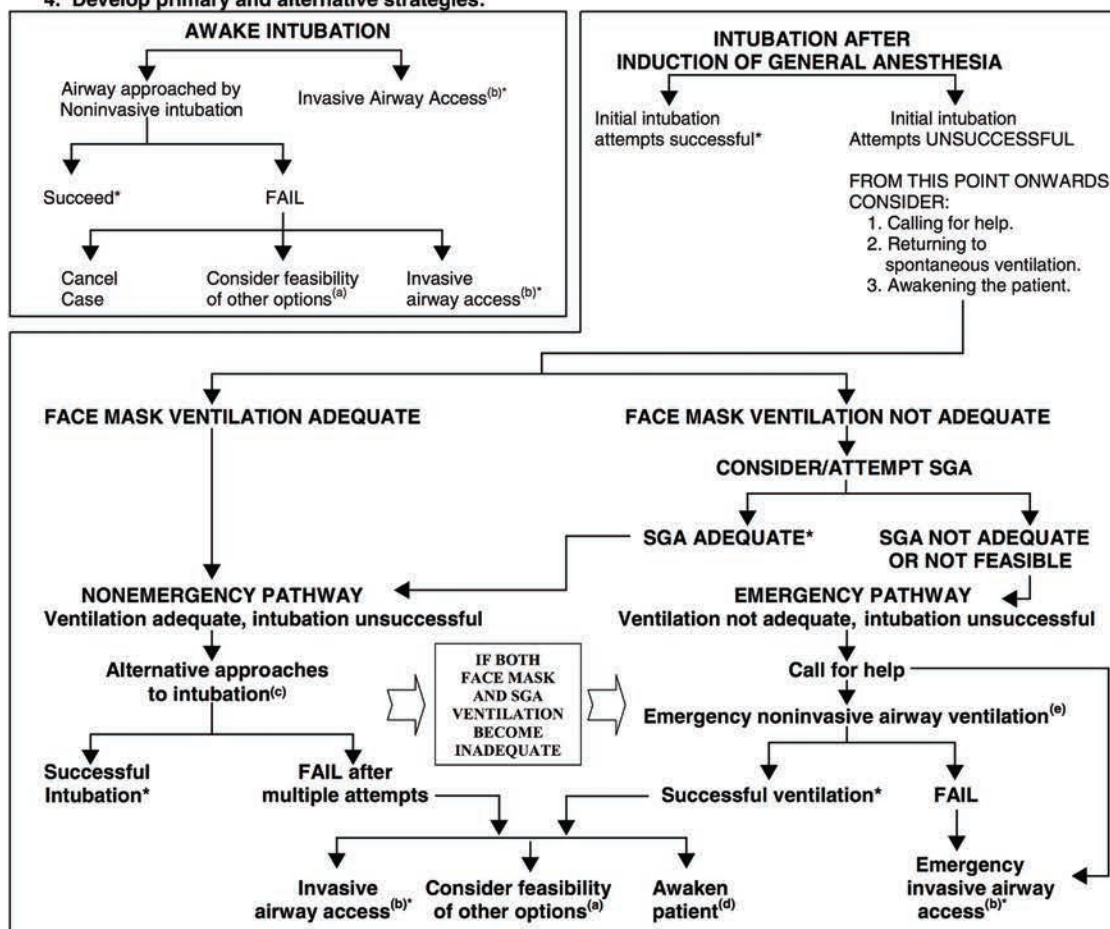 4. Develop primary and alternative strategies:
AWAKE INTUBATION
Airway approached by
Noninvasive intubation
Invasive Airway Access(b)*
Succeed*
FAIL
Cancel
Case
Consider feasibility
of other options(a)
Invasive
airway access(b)*
INTUBATION AFTER
INDUCTION OF GENERAL ANESTHESIA
Initial intubation
attempts successful*
Initial intubation
Attempts UNSUCCESSFUL
FROM THIS POINT ONWARDS
CONSIDER:
1. Calling for help.
2. Returning to
spontaneous ventilation.
3. Awakening the patient.
FACE MASK VENTILATION ADEQUATE
FACE MASK VENTILATION NOT ADEQUATE
CONSIDER/ATTEMPT SGA
SGA ADEQUATE*
SGA NOT ADEQUATE
OR NOT FEASIBLE
NONEMERGENCY PATHWAY
Ventilation adequate, intubation unsuccessful
EMERGENCY PATHWAY
Ventilation not adequate, intubation unsuccessful
Alternative approaches
to intubation(c)
IF BOTH
FACE MASK
AND SGA
VENTILATION
BECOME
INADEQUATE
Call for help
Emergency noninvasive airway ventilation(e)
Successful
Intubation*
FAIL after
multiple attempts
Successful ventilation*
FAIL
Invasive
airway access(b)*
Consider feasibility
of other options(a)
Awaken
patient(d)
Emergency
invasive airway
access(b)*